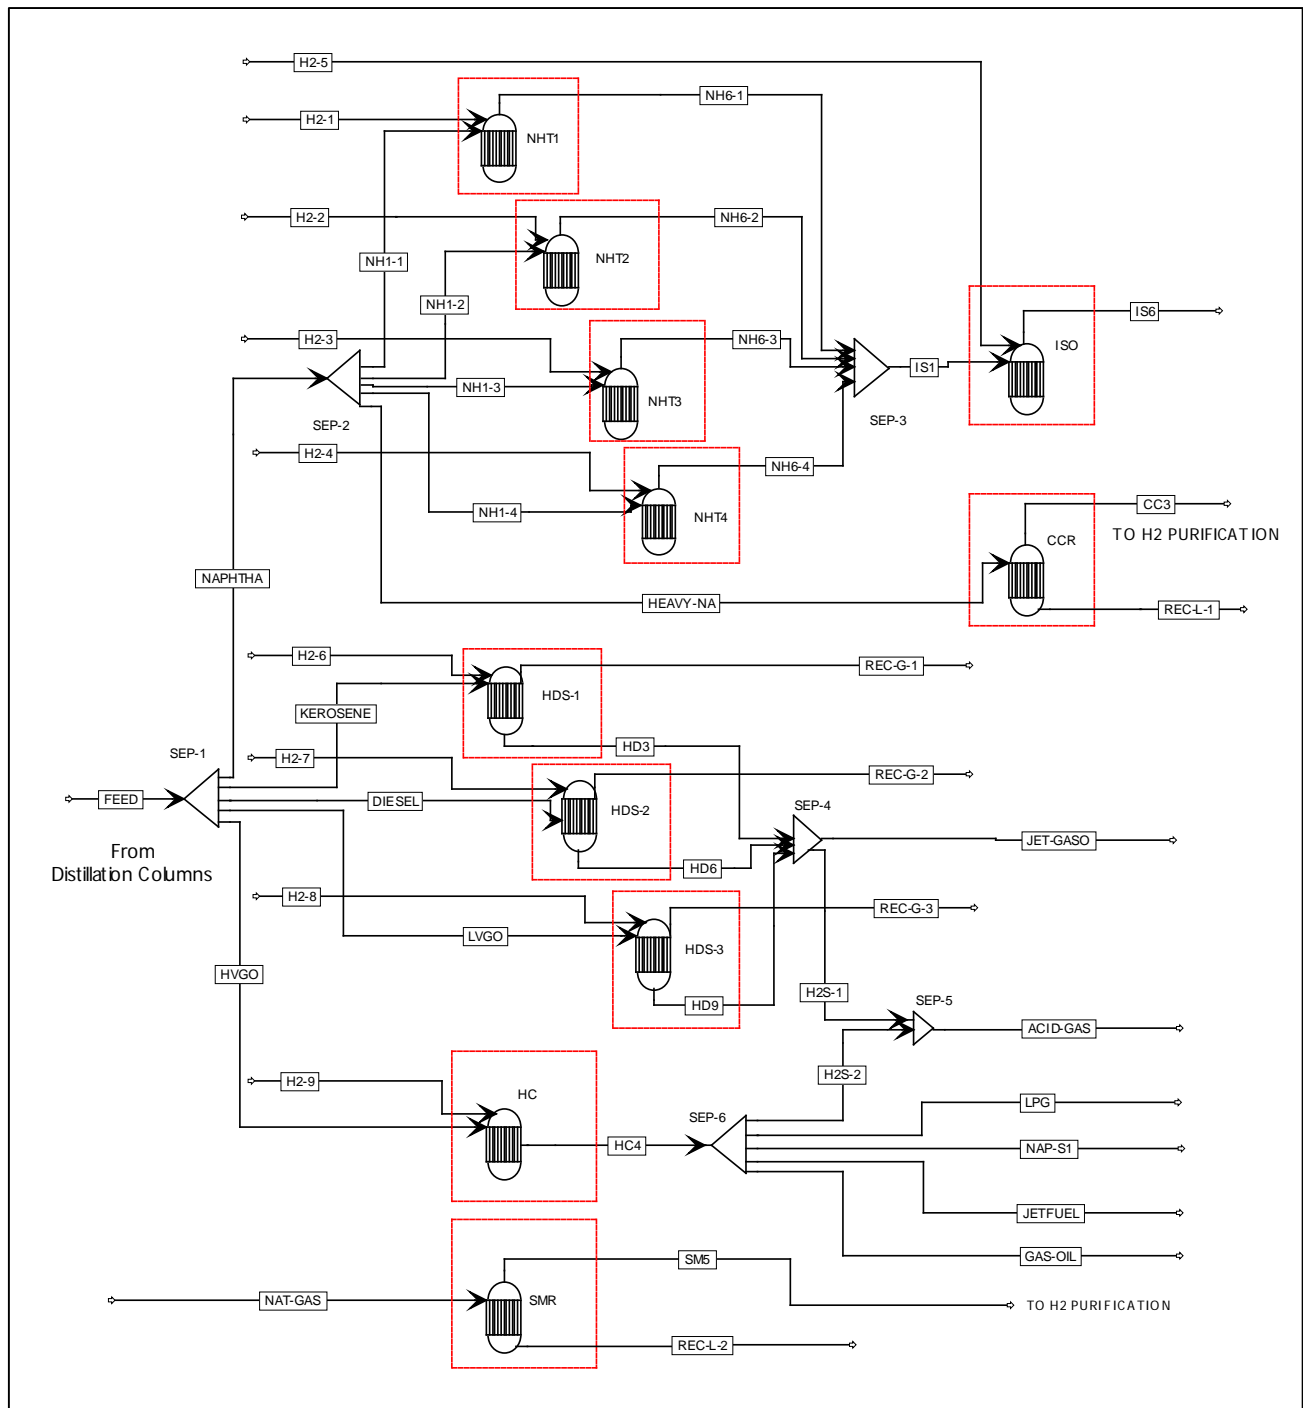 H2-5
NH6-1
H2-1
NHT1
H2-2
NH6-2
NHT2
NH1-1
NH1-2
H2-3
NH6-3
IS6
ISO
IS1
NH1-3
NHT3
SEP-2
SEP-3
H2-4
NH6-4
NH1-4
NHT4
CC3
TO H2 PURIFICATION
CCR
NAPHTHA
HEAVY-NA
REC-L-1
H2-6
REC-G-1
HDS-1
KEROSENE
HD3
SEP-1
H2-7
REC-G-2
FEED
DIESEL
HDS-2
SEP-4
JET-GASO
From
Distillation Columns
HD6
H2-8
REC-G-3
LVGO
HDS-3
HVGO
H2S-1
HD9
SEP-5
ACID-GAS
H2S-2
H2-9
HC
LPG
SEP-6
HC4
NAP-S1
JETFUEL
GAS-OIL
SM5
NAT-GAS
SMR
TO H2 PURIFICATION
REC-L-2